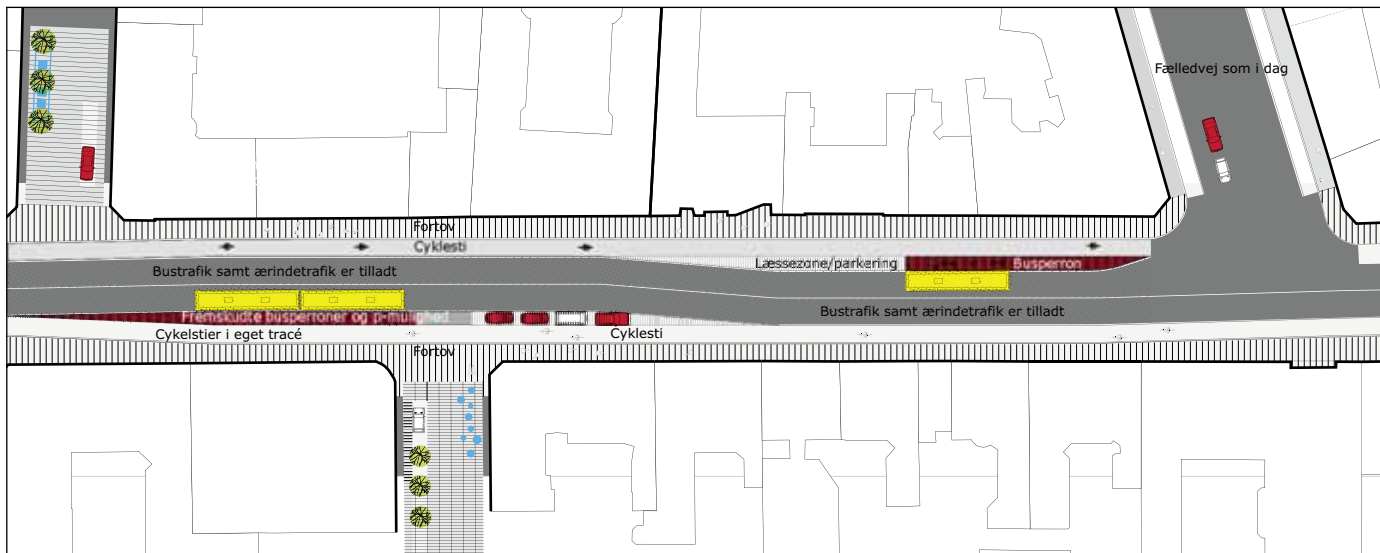 Fælledvej som i dag
Fortov
Cyklesti
Læssezone/parkering
Busperron
Bustrafik samt ærindetrafik er tilladt
Bustrafik samt ærindetrafik er tilladt
Fremskudte busperroner og p-mulighed
Cykelstier i eget tracé
Cyklesti
Fortov